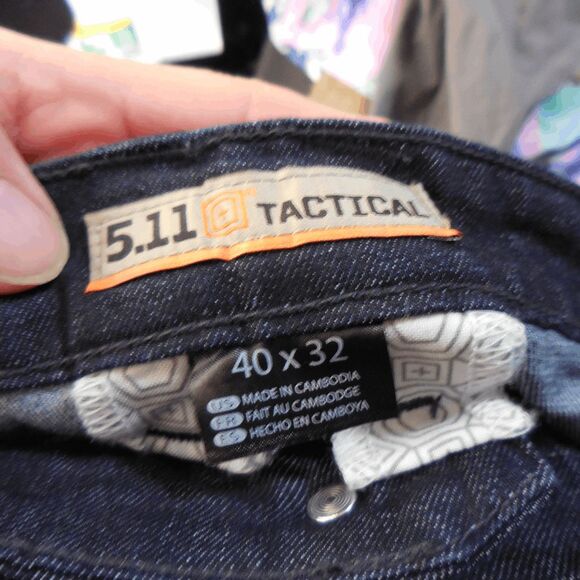 5.11 TACTICAL
40 x 32
US MADE IN CAMBODIA
FR FAIT AU CAMBODGE
ES HECHO EN CAMBOYA